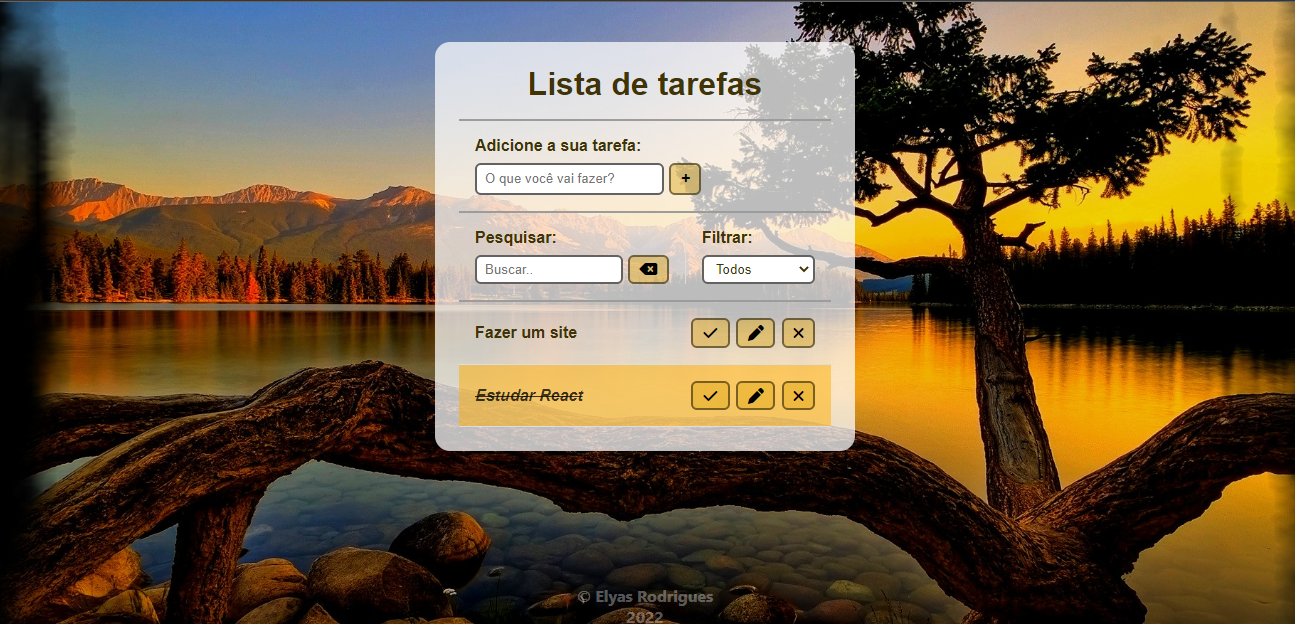 Lista de tarefas
Adicione a sua tarefa:
O que você vai fazer?
+
Pesquisar:
Filtrar:
Buscar..
Todos
Fazer um site
Estudar React
© Elyas Rodrigues
2022